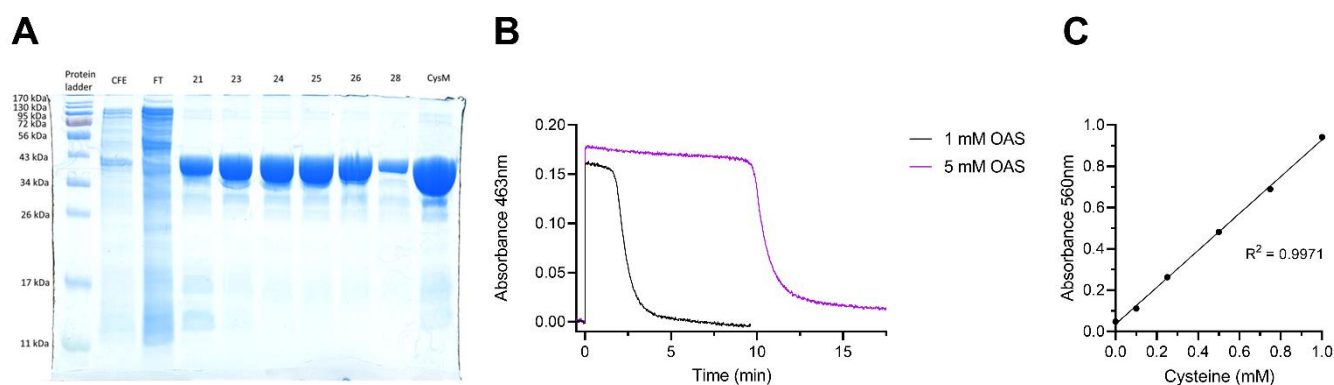 A
B
C
Protein
ladder
CFE
FT
21
23
24
25
26
28
CysM
170 kDa
130 kDa
95 kDa
72 kDa
56 kDa
43 kDa
34 kDa
26 kDa
17 kDa
11 kDa
Absorbance 463nm
0.20
0.15
0.10
0.05
0.00
0
5
10
15
Time (min)
1 mM OAS
5 mM OAS
Absorbance 560nm
1.0
0.8
0.6
0.4
0.2
0.0
R² = 0.9971
0.0
0.2
0.4
0.6
0.8
1.0
Cysteine (mM)